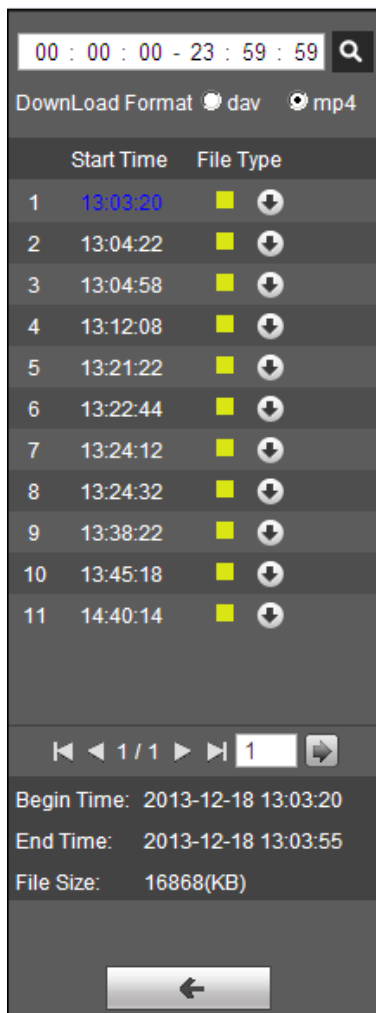 00 : 00 : 00 - 23 : 59 : 59
DownLoad Format dav mp4
Start Time File Type
1 13:03:20
2 13:04:22
3 13:04:58
4 13:12:08
5 13:21:22
6 13:22:44
7 13:24:12
8 13:24:32
9 13:38:22
10 13:45:18
11 14:40:14
1 / 1 1
Begin Time: 2013-12-18 13:03:20
End Time: 2013-12-18 13:03:55
File Size: 16868(KB)